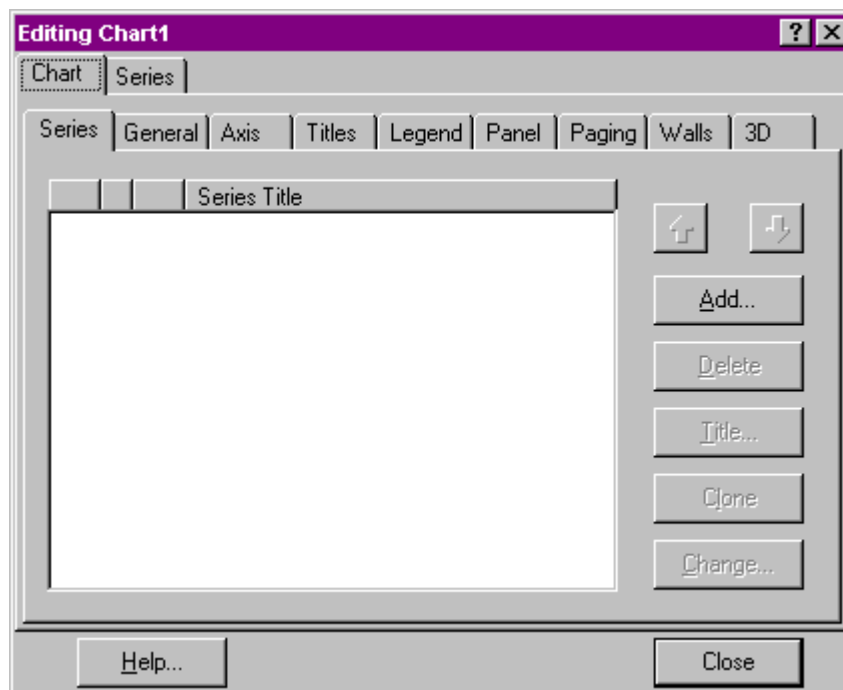 Editing Chart1
Chart Series
Series General Axis Titles Legend Panel Paging Walls 3D
Series Title
Add...
Delete
Title...
Clone
Change...
Help... Close